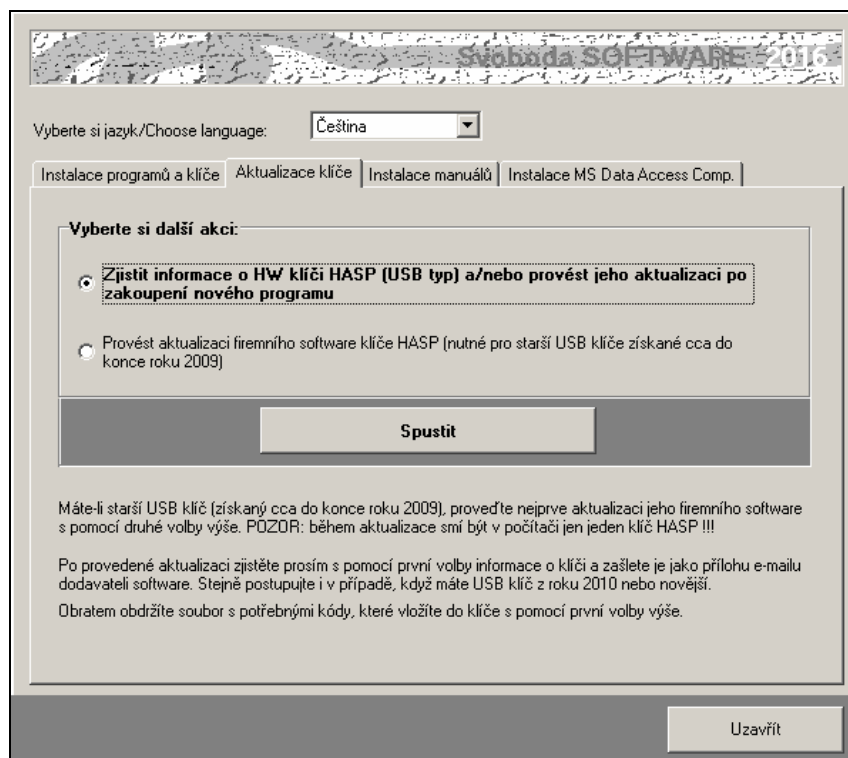 Svoboda SOFTWARE 2016
Vyberte si jazyk/Choose language:
Čeština
Instalace programů a klíče
Aktualizace klíče
Instalace manuálů
Instalace MS Data Access Comp.
Vyberte si další akci:
Zjistit informace o HW klíči HASP (USB typ) a/nebo provést jeho aktualizaci po
zakoupení nového programu
Provést aktualizaci firemního software klíče HASP (nutné pro starší USB klíče získané cca do
konce roku 2009)
Spustit
Máte-li starší USB klíč (získaný cca do konce roku 2009), proveďte nejprve aktualizaci jeho firemního software
s pomocí druhé volby výše. POZOR: během aktualizace smí být v počítači jen jeden klíč HASP !!!
Po provedené aktualizaci zjistěte prosím s pomocí první volby informace o klíči a zašlete je jako přílohu e-mailu
dodavateli software. Stejně postupujte i v případě, když máte USB klíč z roku 2010 nebo novější.
Obratem obdržíte soubor s potřebnými kódy, které vložíte do klíče s pomocí první volby výše.
Uzavřít